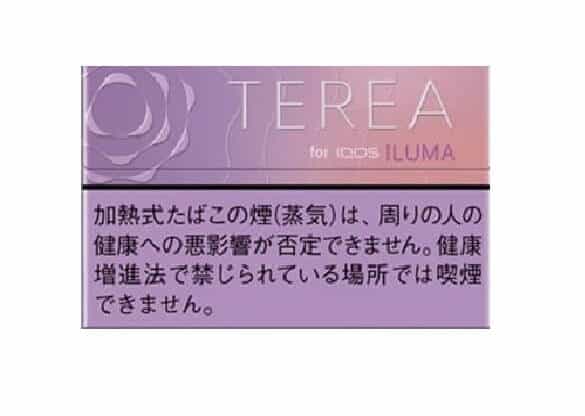 TEREA
for IQOS ILUMA
加熱式たばこの煙(蒸気)は、周りの人の
健康への悪影響が否定できません。健康
増進法で禁じられている場所では喫煙
できません。